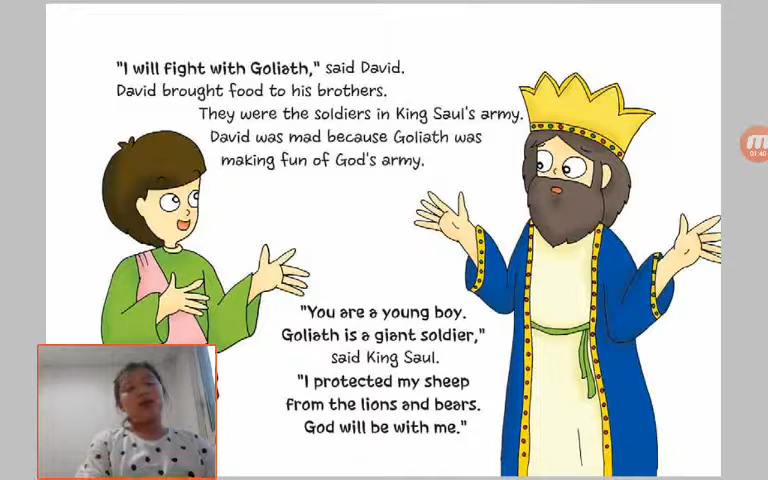 "I will fight with Goliath," said David.
David brought food to his brothers.
They were the soldiers in King Saul's army.
David was mad because Goliath was
making fun of God's army.
"You are a young boy.
Goliath is a giant soldier,"
said King Saul.
"I protected my sheep
from the lions and bears.
God will be with me."
01:40